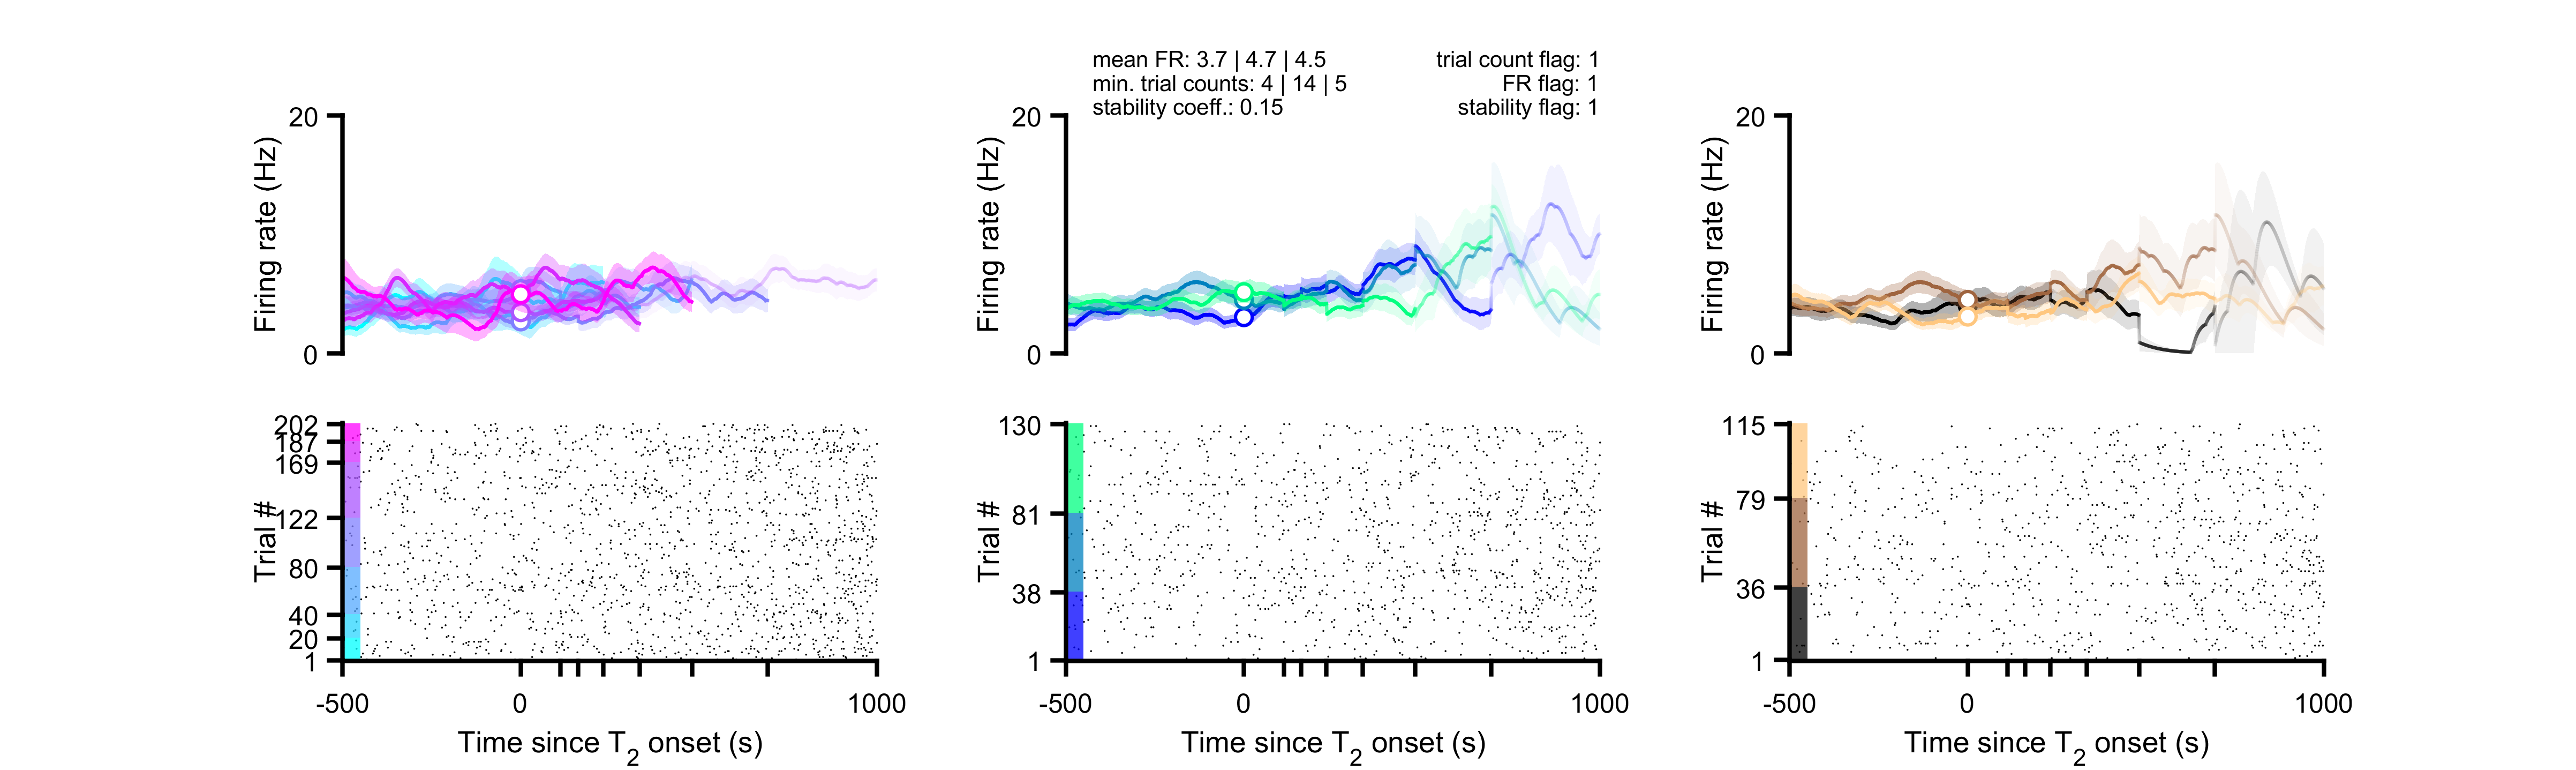 mean FR: 3.7 | 4.7 | 4.5
min. trial counts: 4 | 14 | 5
stability coeff.: 0.15
trial count flag: 1
FR flag: 1
stability flag: 1
Firing rate (Hz)
20
0
Firing rate (Hz)
20
0
Firing rate (Hz)
20
0
Trial #
202
187
169
122
80
40
20
1
-500
0
1000
Time since T2 onset (s)
Trial #
130
81
38
1
-500
0
1000
Time since T2 onset (s)
Trial #
115
79
36
1
-500
0
1000
Time since T2 onset (s)